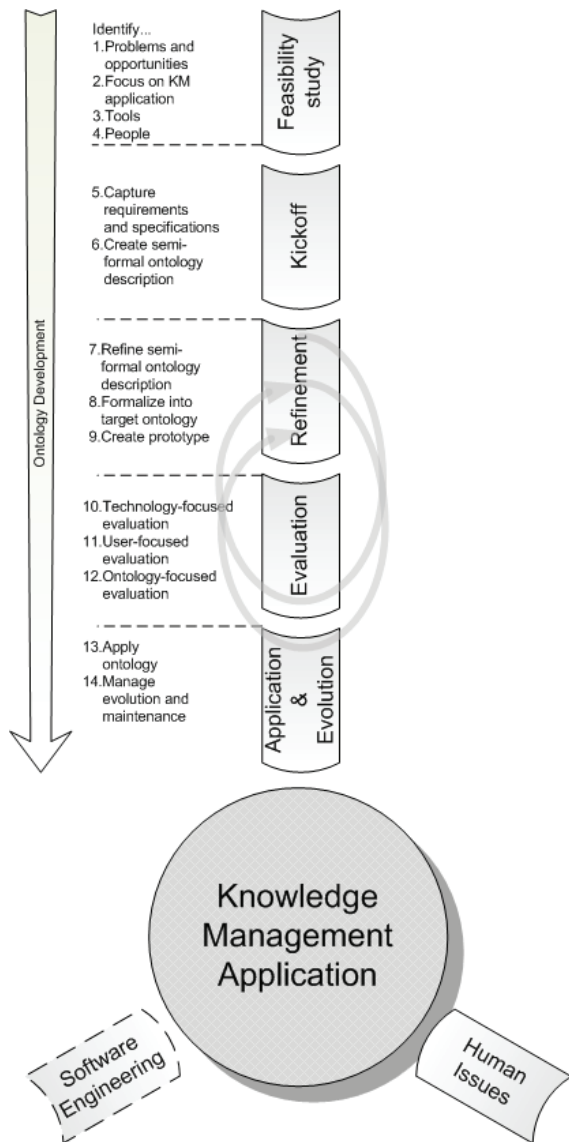 Identify...
1.Problems and
opportunities
2.Focus on KM
application
3.Tools
4.People
Feasibility
study
5.Capture
requirements
and specifications
6.Create semi-
formal ontology
description
Kickoff
Ontology Development
7.Refine semi-
formal ontology
description
8.Formalize into
target ontology
9.Create prototype
Refinement
10.Technology-focused
evaluation
11.User-focused
evaluation
12.Ontology-focused
evaluation
Evaluation
13.Apply
ontology
14.Manage
evolution and
maintenance
Application
&
Evolution
Knowledge
Management
Application
Software
Engineering
Human
Issues